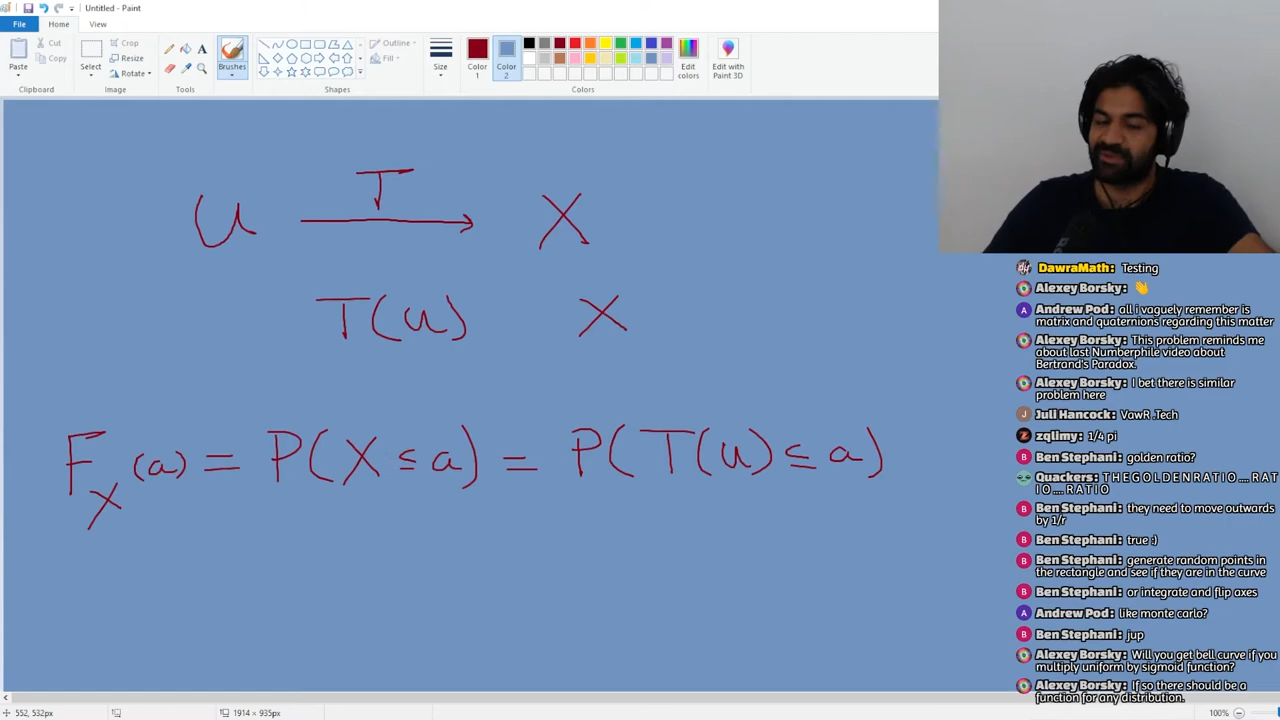 Untitled - Paint
File Home View
Paste
Cut
Copy
Clipboard
Select
Crop
Resize
Rotate
Image
A
Tools
Brushes
Outline
Fill
Shapes
Size
Color 1
Color 2
Colors
Edit colors
Edit with Paint 3D
U T X
T(U) X
F_X (a) = P(X ≤ a) = P(T(U) ≤ a)
DawraMath: Testing
Alexey Borsky: 👋
Andrew Pod: all i vaguely remember is
matrix and quaternions regarding this matter
Alexey Borsky: This problem reminds me
about last Numberphile video about
Bertrand's Paradox.
Alexey Borsky: I bet there is similar
problem here
Juli Hancock: VawR .Tech
zqlimy: 1/4 pi
Ben Stephani: golden ratio?
Quackers: T H E G O L D E N R A T I O .... R A T
I O .... R A T I O
Ben Stephani: they need to move outwards
by 1/r
Ben Stephani: true :)
Ben Stephani: generate random points in
the rectangle and see if they are in the curve
Ben Stephani: or integrate and flip axes
Andrew Pod: like monte carlo?
Ben Stephani: jup
Alexey Borsky: Will you get bell curve if you
multiply uniform by sigmoid function?
Alexey Borsky: If so there should be a
function for any distribution.
552, 532px
1914 × 935px
100%